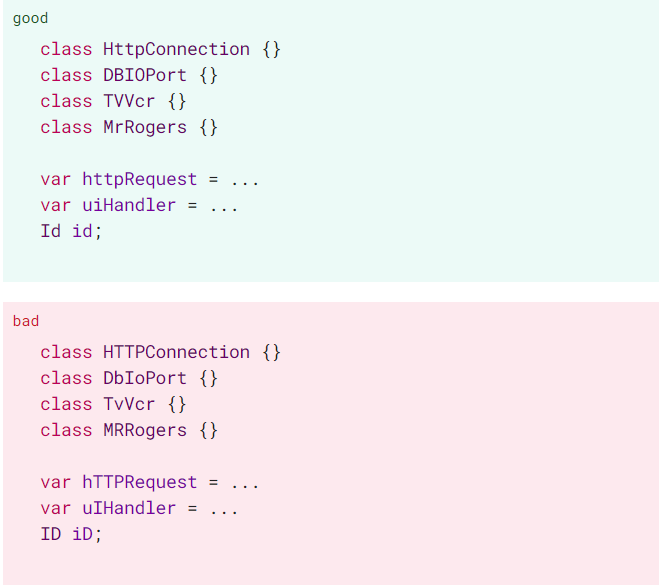 good
class HttpConnection {}
class DBIOPort {}
class TVVcr {}
class MrRogers {}
var httpRequest = ...
var uiHandler = ...
Id id;
bad
class HTTPConnection {}
class DbIoPort {}
class TvVcr {}
class MRRogers {}
var hTTPRequest = ...
var uIHandler = ...
ID iD;